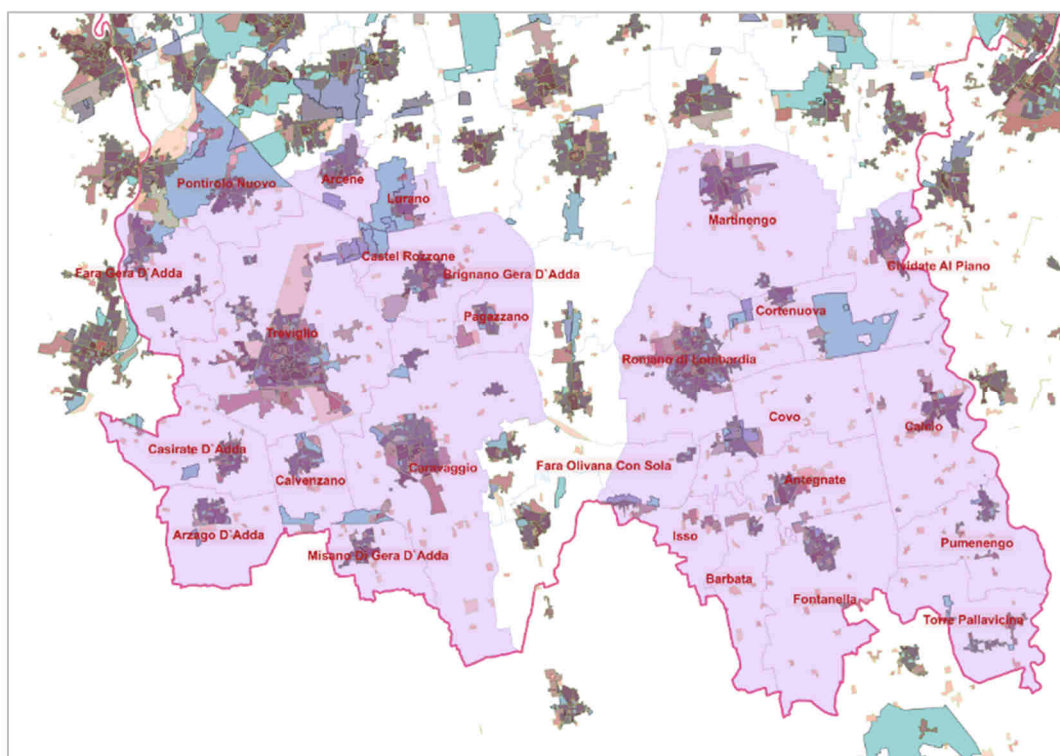 Pontirolo Nuovo
Arcene
Lurano
Martinengo
Fara Gera D`Adda
Castel Rozzone
Brignano Gera D`Adda
Cividate Al Piano
Cortenuova
Pagazzano
Treviglio
Romano di Lombardia
Covo
Calcio
Casirate D`Adda
Caravaggio
Fara Olivana Con Sola
Calvenzano
Antegnate
Arzago D`Adda
Isso
Pumenengo
Misano Di Gera D`Adda
Barbata
Fontanella
Torre Pallavicina